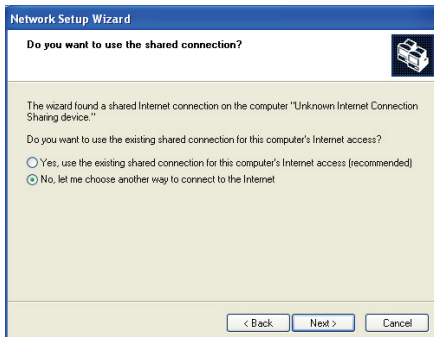 Network Setup Wizard
Do you want to use the shared connection?
The wizard found a shared Internet connection on the computer "Unknown Internet Connection
Sharing device."
Do you want to use the existing shared connection for this computer's Internet access?
Yes, use the existing shared connection for this computer's Internet access (recommended)
No, let me choose another way to connect to the Internet
< Back Next > Cancel